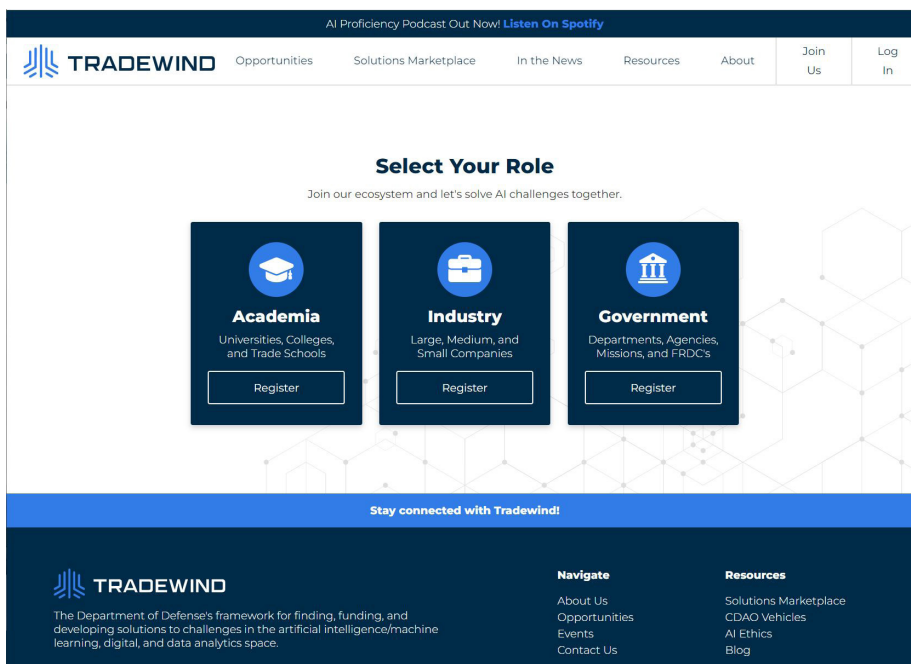 AI Proficiency Podcast Out Now! Listen On Spotify
TRADEWIND
Opportunities
Solutions Marketplace
In the News
Resources
About
Join
Us
Log
In
Select Your Role
Join our ecosystem and let's solve AI challenges together.
Academia
Universities, Colleges,
and Trade Schools
Register
Industry
Large, Medium, and
Small Companies
Register
Government
Departments, Agencies,
Missions, and FRDC's
Register
Stay connected with Tradewind!
TRADEWIND
The Department of Defense's framework for finding, funding, and
developing solutions to challenges in the artificial intelligence/machine
learning, digital, and data analytics space.
Navigate
About Us
Opportunities
Events
Contact Us
Resources
Solutions Marketplace
CDAO Vehicles
AI Ethics
Blog